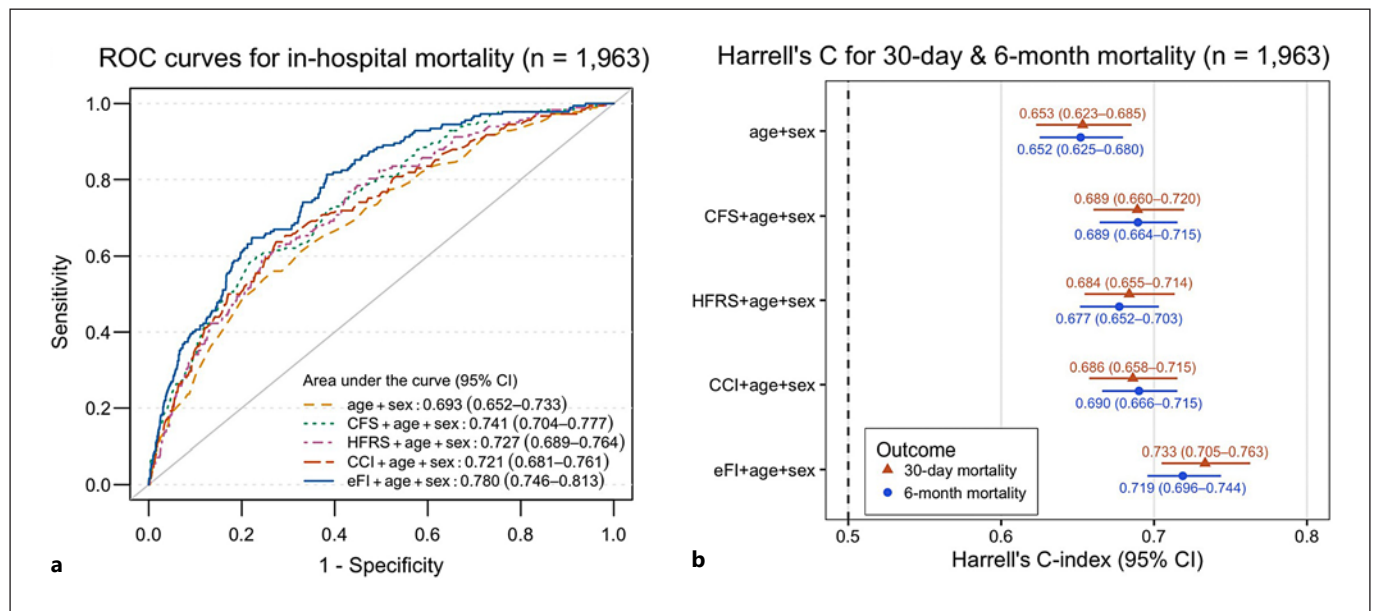 ROC curves for in-hospital mortality (n = 1,963)
1.0
0.8
0.6
0.4
0.2
0.0
Sensitivity
Area under the curve (95% CI)
age + sex : 0.693 (0.652–0.733)
CFS + age + sex : 0.741 (0.704–0.777)
HFRS + age + sex : 0.727 (0.689–0.764)
CCI + age + sex : 0.721 (0.681–0.761)
eFI + age + sex : 0.780 (0.746–0.813)
0.0 0.2 0.4 0.6 0.8 1.0
1 - Specificity
a
Harrell's C for 30-day & 6-month mortality (n = 1,963)
0.653 (0.623–0.685)
age+sex
0.652 (0.625–0.680)
0.689 (0.660–0.720)
CFS+age+sex
0.689 (0.664–0.715)
0.684 (0.655–0.714)
HFRS+age+sex
0.677 (0.652–0.703)
0.686 (0.658–0.715)
CCI+age+sex
0.690 (0.666–0.715)
0.733 (0.705–0.763)
eFI+age+sex
0.719 (0.696–0.744)
Outcome
30-day mortality
6-month mortality
0.5 0.6 0.7 0.8
Harrell's C-index (95% CI)
b